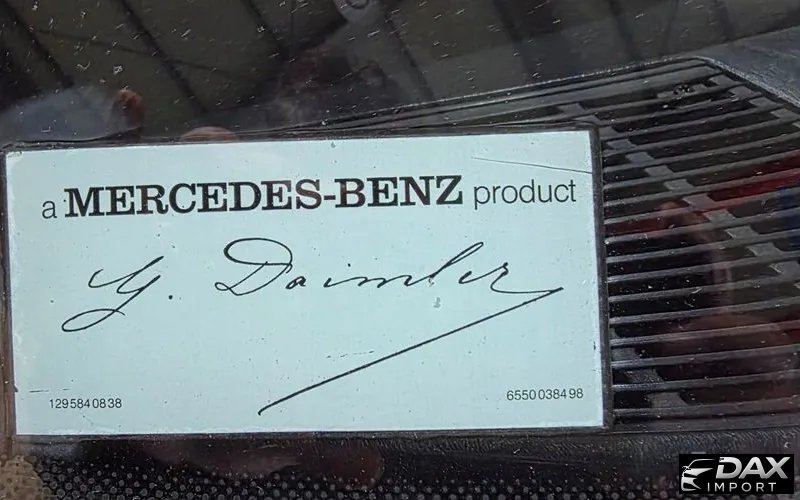 a MERCEDES-BENZ product
G. Daimler
1295840838
6550038498
DAX
IMPORT